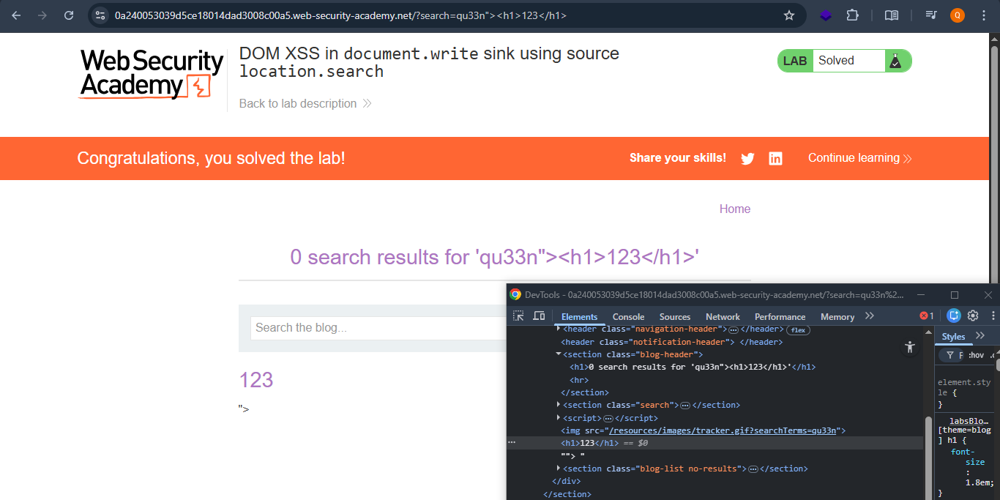 0a240053039d5ce18014dad3008c00a5.web-security-academy.net/?search=qu33n"><h1>123</h1>
Q
Web Security
Academy
DOM XSS in document.write sink using source
location.search
Back to lab description
LAB Solved
Congratulations, you solved the lab!
Share your skills!
Continue learning
Home
0 search results for 'qu33n"><h1>123</h1>'
Search the blog...
123
">
DevTools - 0a240053039d5ce18014dad3008c00a5.web-security-academy.net/?search=qu33n%2...
Elements Console Sources Network Performance Memory 1
<header class="navigation-header">…</header> flex
<header class="notification-header"> </header>
<section class="blog-header">
<h1>0 search results for 'qu33n"><h1>123</h1>'</h1>
<hr>
</section>
<section class="search">…</section>
<script>…</script>
<img src="/resources/images/tracker.gif?searchTerms=qu33n">
<h1>123</h1> == $0
""> "
<section class="blog-list no-results">…</section>
</div>
</section>
Styles
F :hov .c
element.sty
le {
}
labsBlo…
[theme=blog
] h1 {
font-
size
:
1.8em;
}